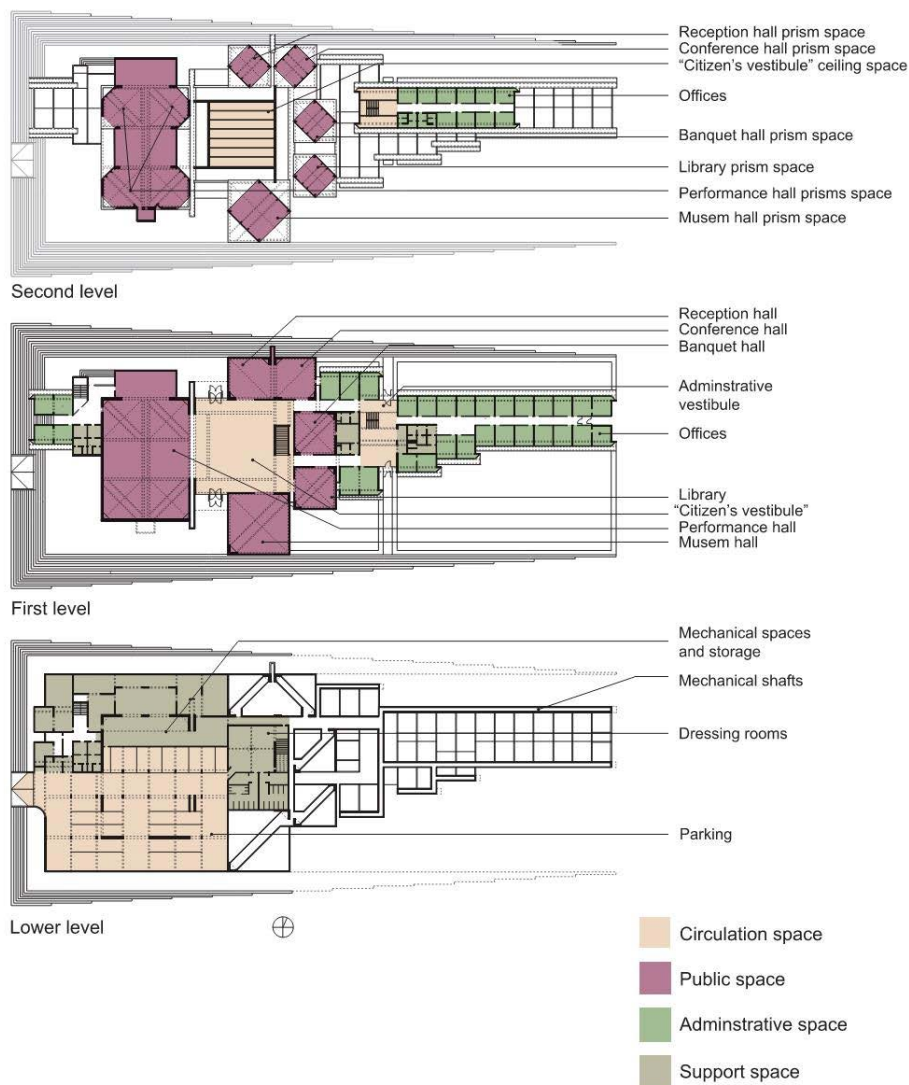 Reception hall prism space
Conference hall prism space
“Citizen’s vestibule” ceiling space
Offices
Banquet hall prism space
Library prism space
Performance hall prisms space
Musem hall prism space
Second level
Reception hall
Conference hall
Banquet hall
Adminstrative
vestibule
Offices
Library
“Citizen’s vestibule”
Performance hall
Musem hall
First level
Mechanical spaces
and storage
Mechanical shafts
Dressing rooms
Parking
Lower level
Circulation space
Public space
Adminstrative space
Support space